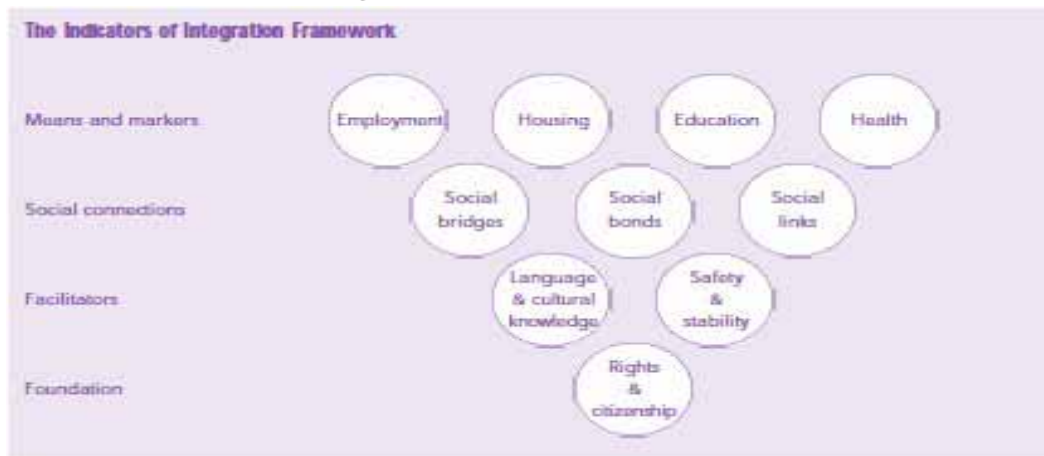 The Indicators of Integration Framework
Means and markers
Employment
Housing
Education
Health
Social connections
Social
bridges
Social
bonds
Social
links
Facilitators
Language
& cultural
knowledge
Safety
&
stability
Foundation
Rights
&
citizenship